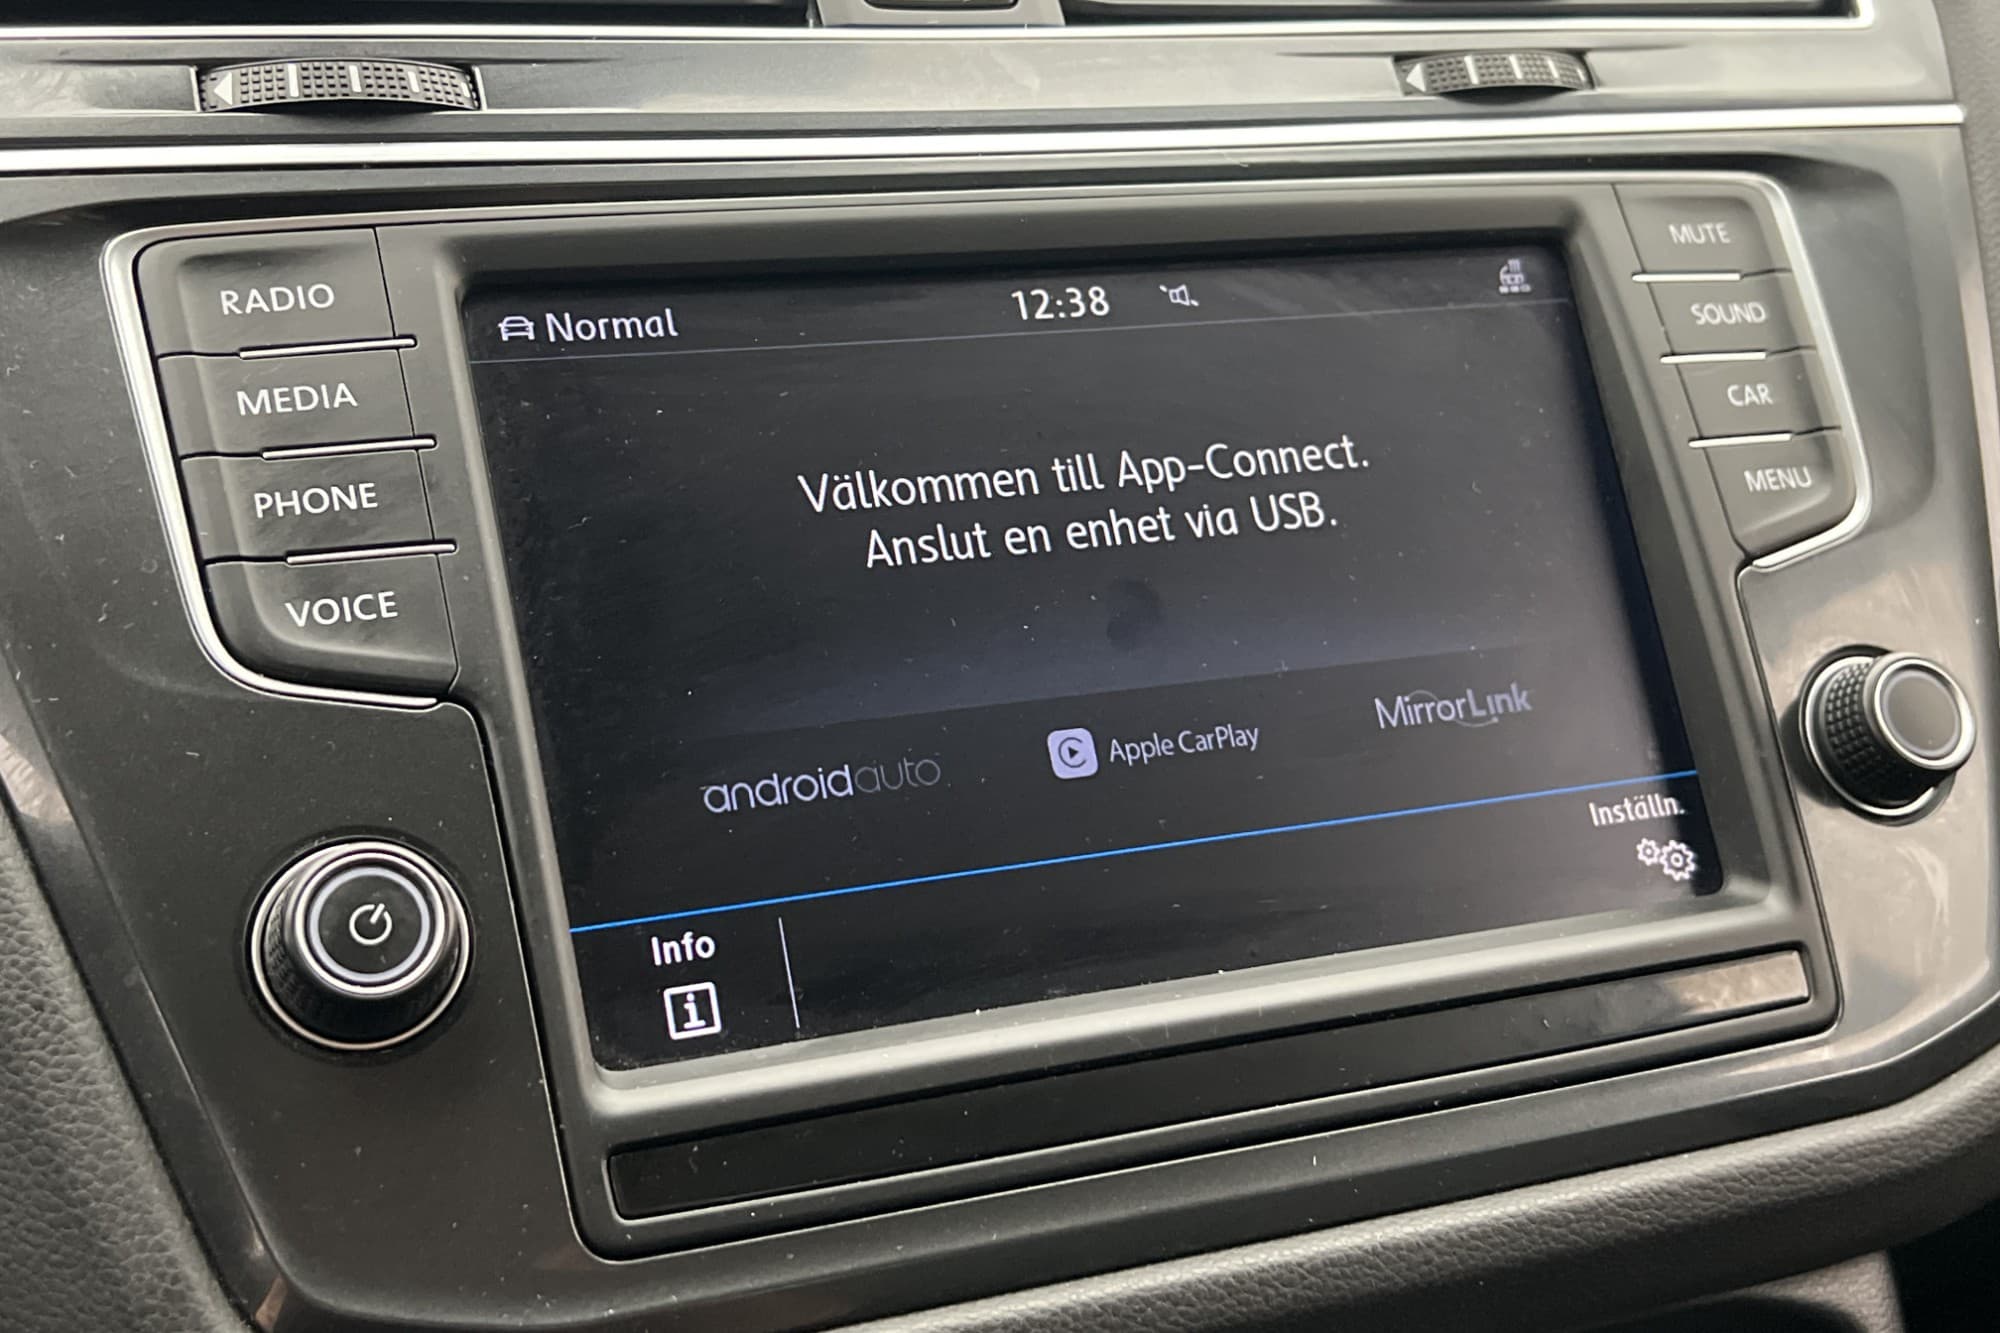 RADIO
MEDIA
PHONE
VOICE
Normal
12:38
Välkommen till App-Connect.
Anslut en enhet via USB.
androidauto
Apple CarPlay
MirrorLink
Inställn.
Info
MUTE
SOUND
CAR
MENU